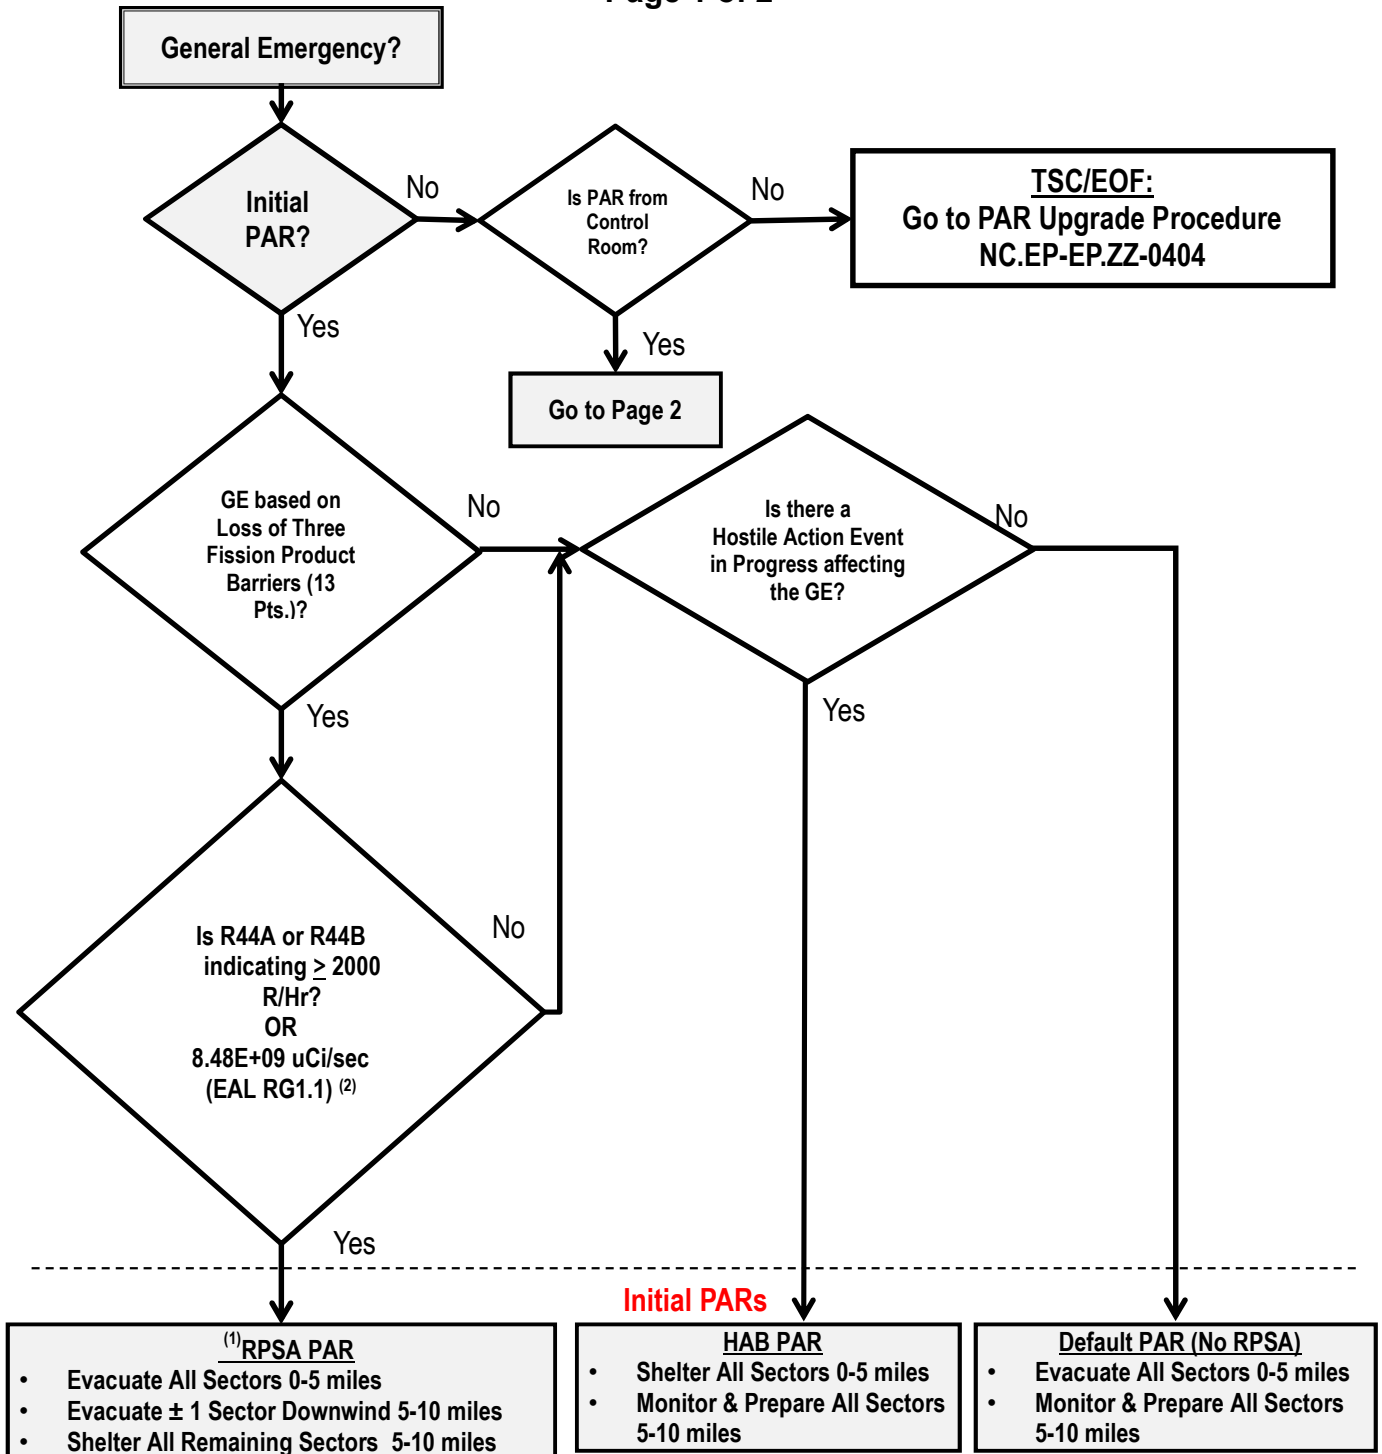 Page 1 of 2
General Emergency?
Initial
PAR?
No
Is PAR from
Control
Room?
No
TSC/EOF:
Go to PAR Upgrade Procedure
NC.EP-EP.ZZ-0404
Yes
Yes
Go to Page 2
GE based on
Loss of Three
Fission Product
Barriers (13
Pts.)?
No
Is there a
Hostile Action Event
in Progress affecting
the GE?
No
Yes
Yes
Is R44A or R44B
indicating ≥ 2000
R/Hr?
OR
8.48E+09 uCi/sec
(EAL RG1.1) (2)
No
Yes
Initial PARs
(1)RPSA PAR
• Evacuate All Sectors 0-5 miles
• Evacuate ± 1 Sector Downwind 5-10 miles
• Shelter All Remaining Sectors 5-10 miles
HAB PAR
• Shelter All Sectors 0-5 miles
• Monitor & Prepare All Sectors
5-10 miles
Default PAR (No RPSA)
• Evacuate All Sectors 0-5 miles
• Monitor & Prepare All Sectors
5-10 miles